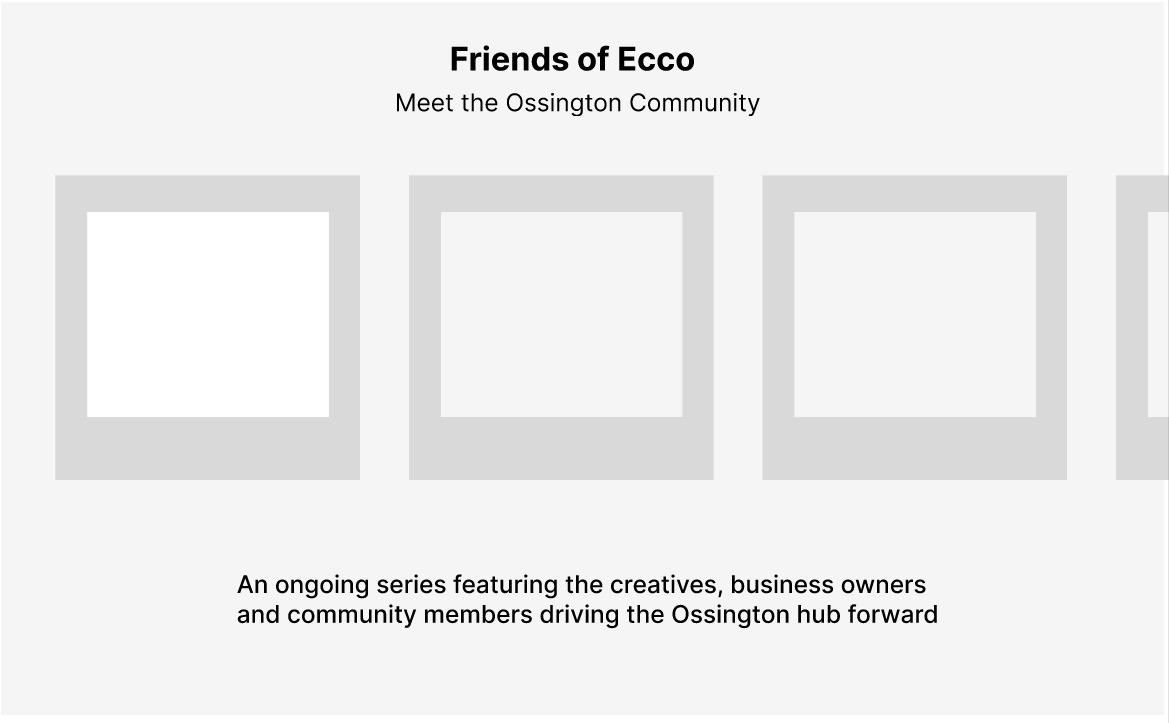 Friends of Ecco
Meet the Ossington Community
An ongoing series featuring the creatives, business owners
and community members driving the Ossington hub forward